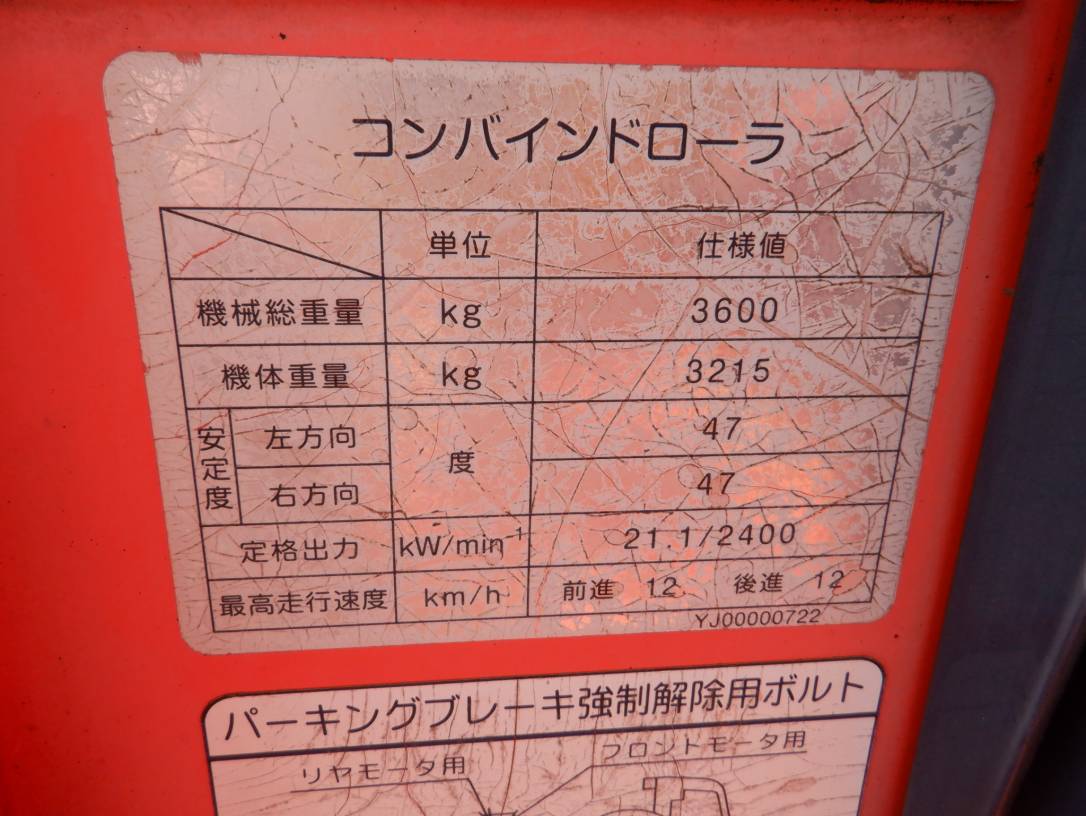 コンバインドローラ
単位 仕様値
機械総重量 kg 3600
機体重量 kg 3215
安定度 左方向 度 47
右方向 47
定格出力 kW/min⁻¹ 21.1/2400
最高走行速度 km/h 前進 12 後進 12
YJ00000722
パーキングブレーキ強制解除用ボルト
フロントモータ用
リヤモータ用